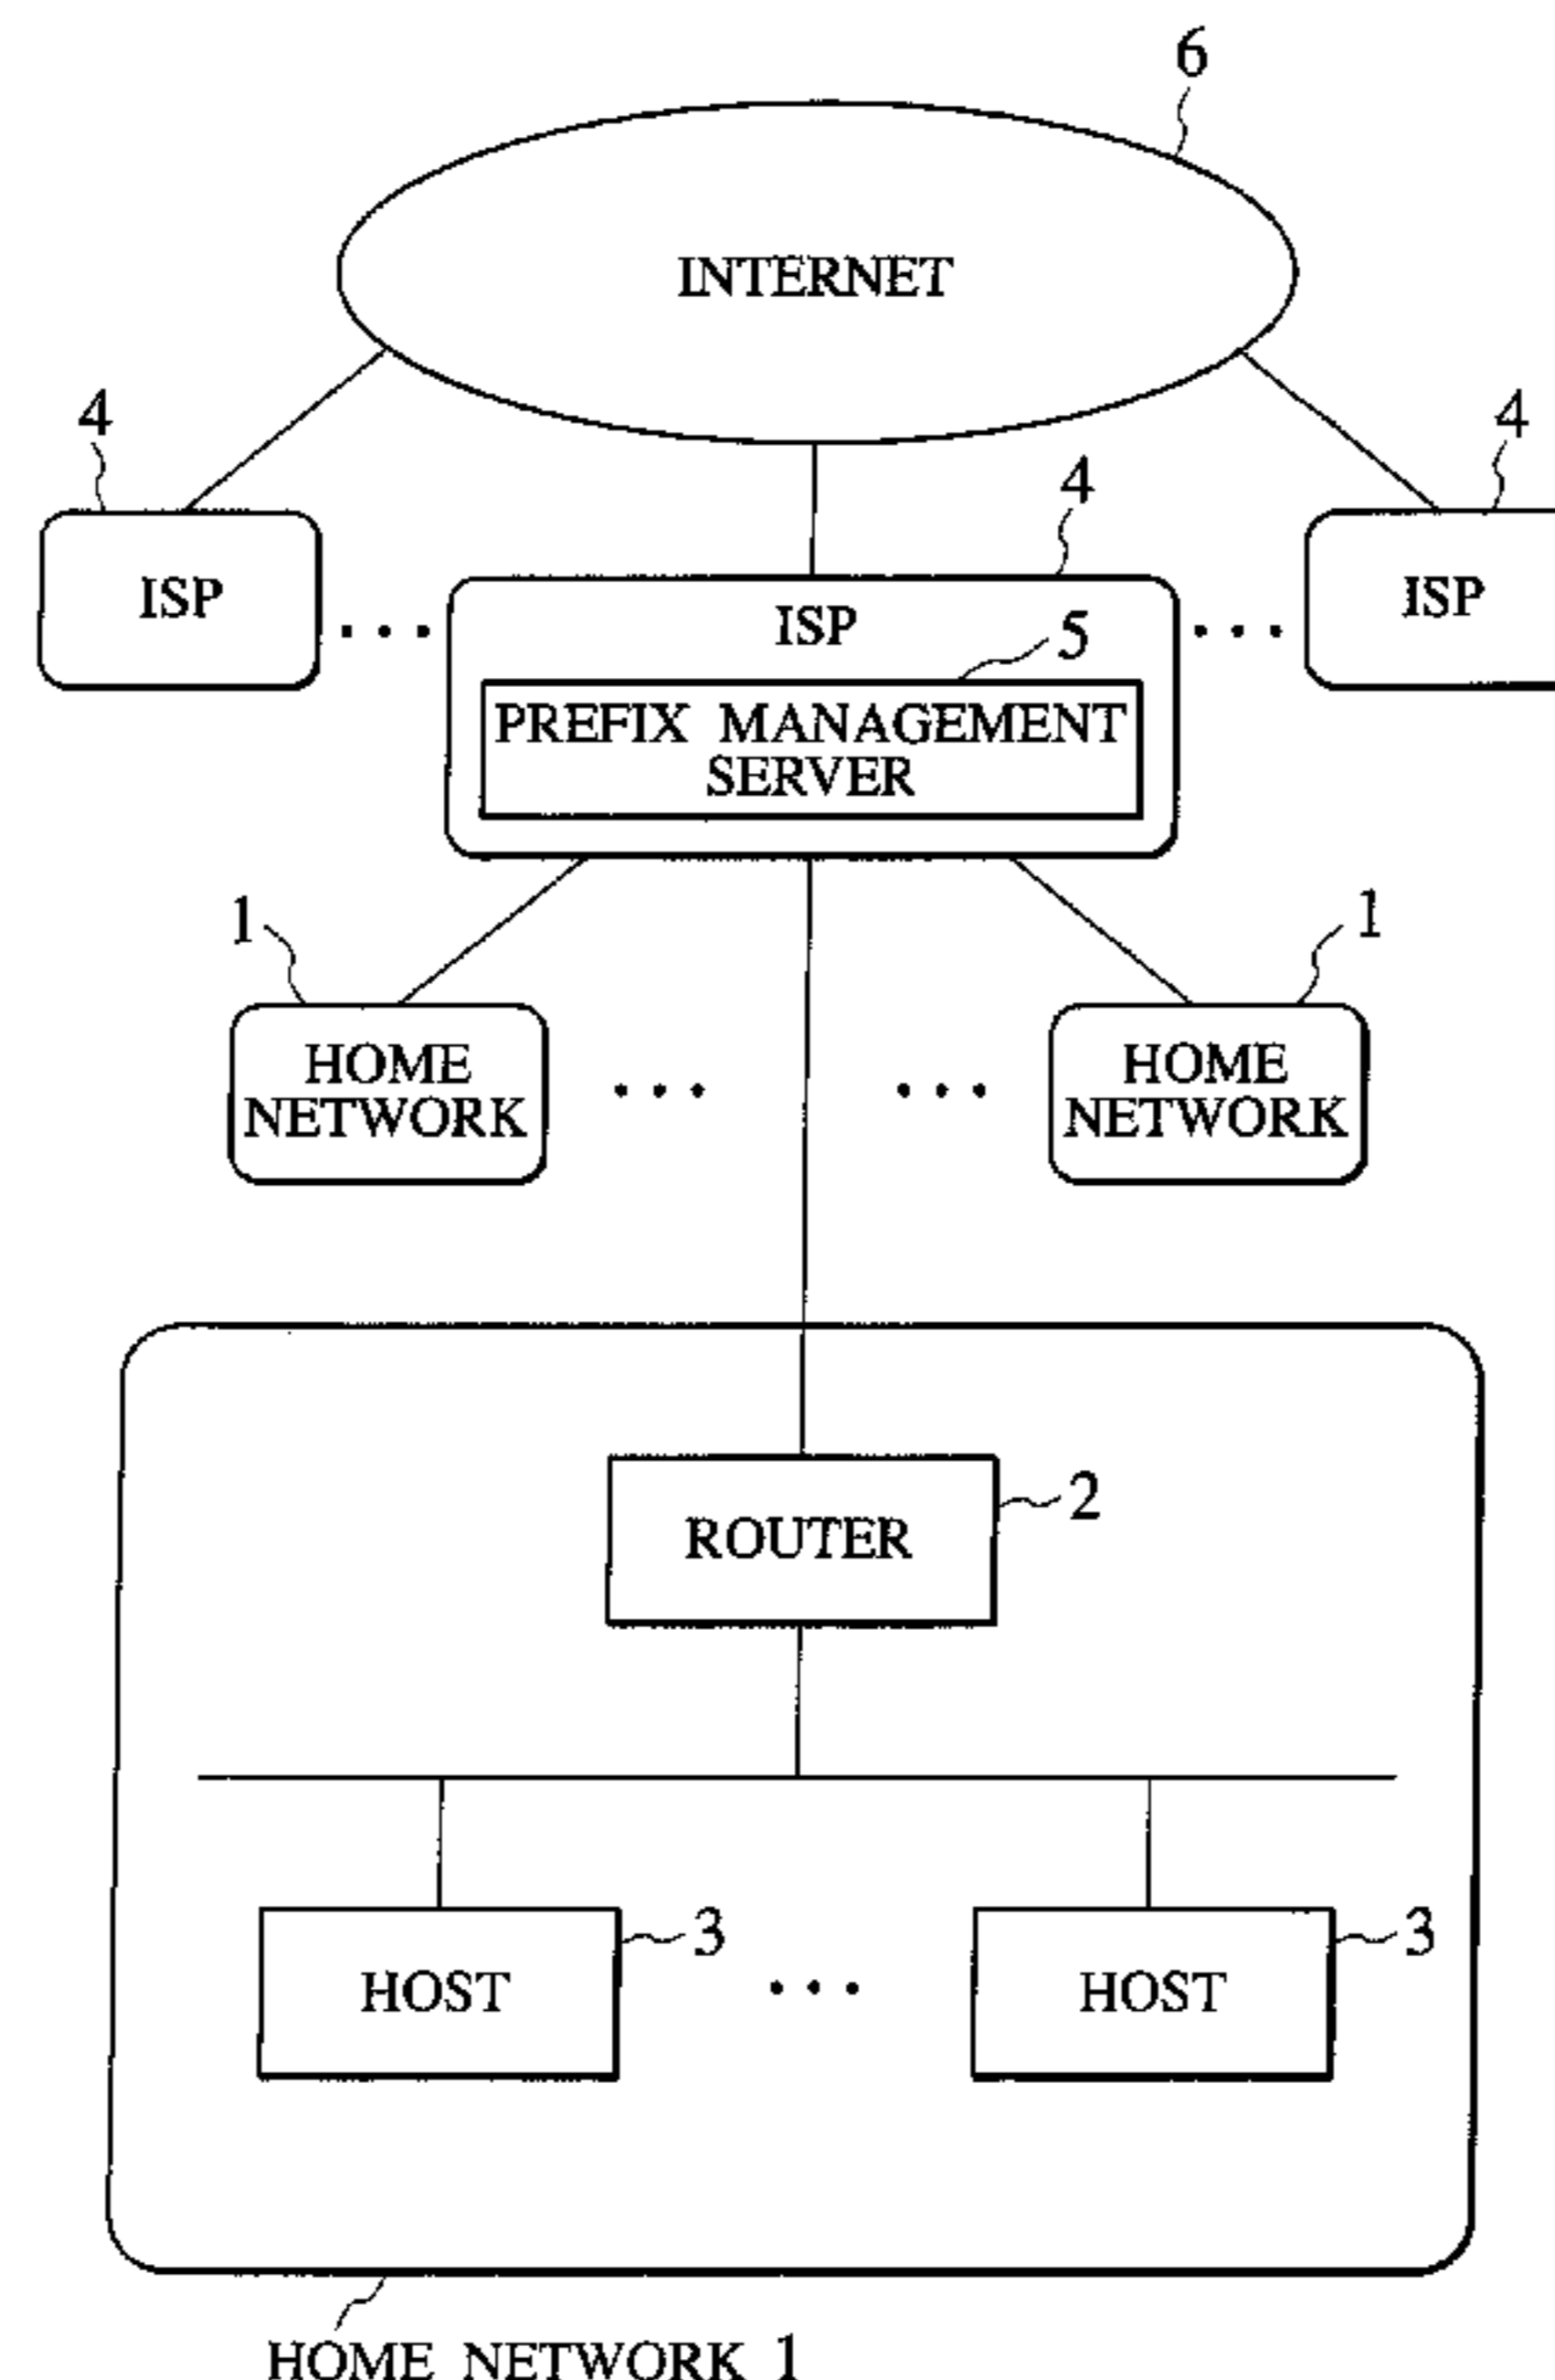 6
INTERNET
4
4
4
ISP
ISP
ISP
5
PREFIX MANAGEMENT
SERVER
1
1
HOME
NETWORK
HOME
NETWORK
ROUTER
2
HOST
3
HOST
3
HOME NETWORK 1